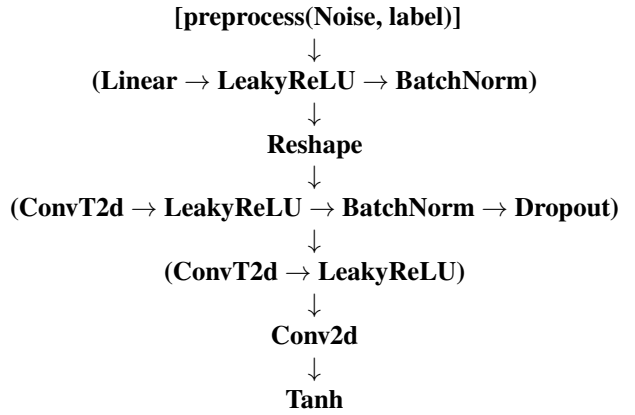 [preprocess(Noise, label)]
↓
(Linear → LeakyReLU → BatchNorm)
↓
Reshape
↓
(ConvT2d → LeakyReLU → BatchNorm → Dropout)
↓
(ConvT2d → LeakyReLU)
↓
Conv2d
↓
Tanh